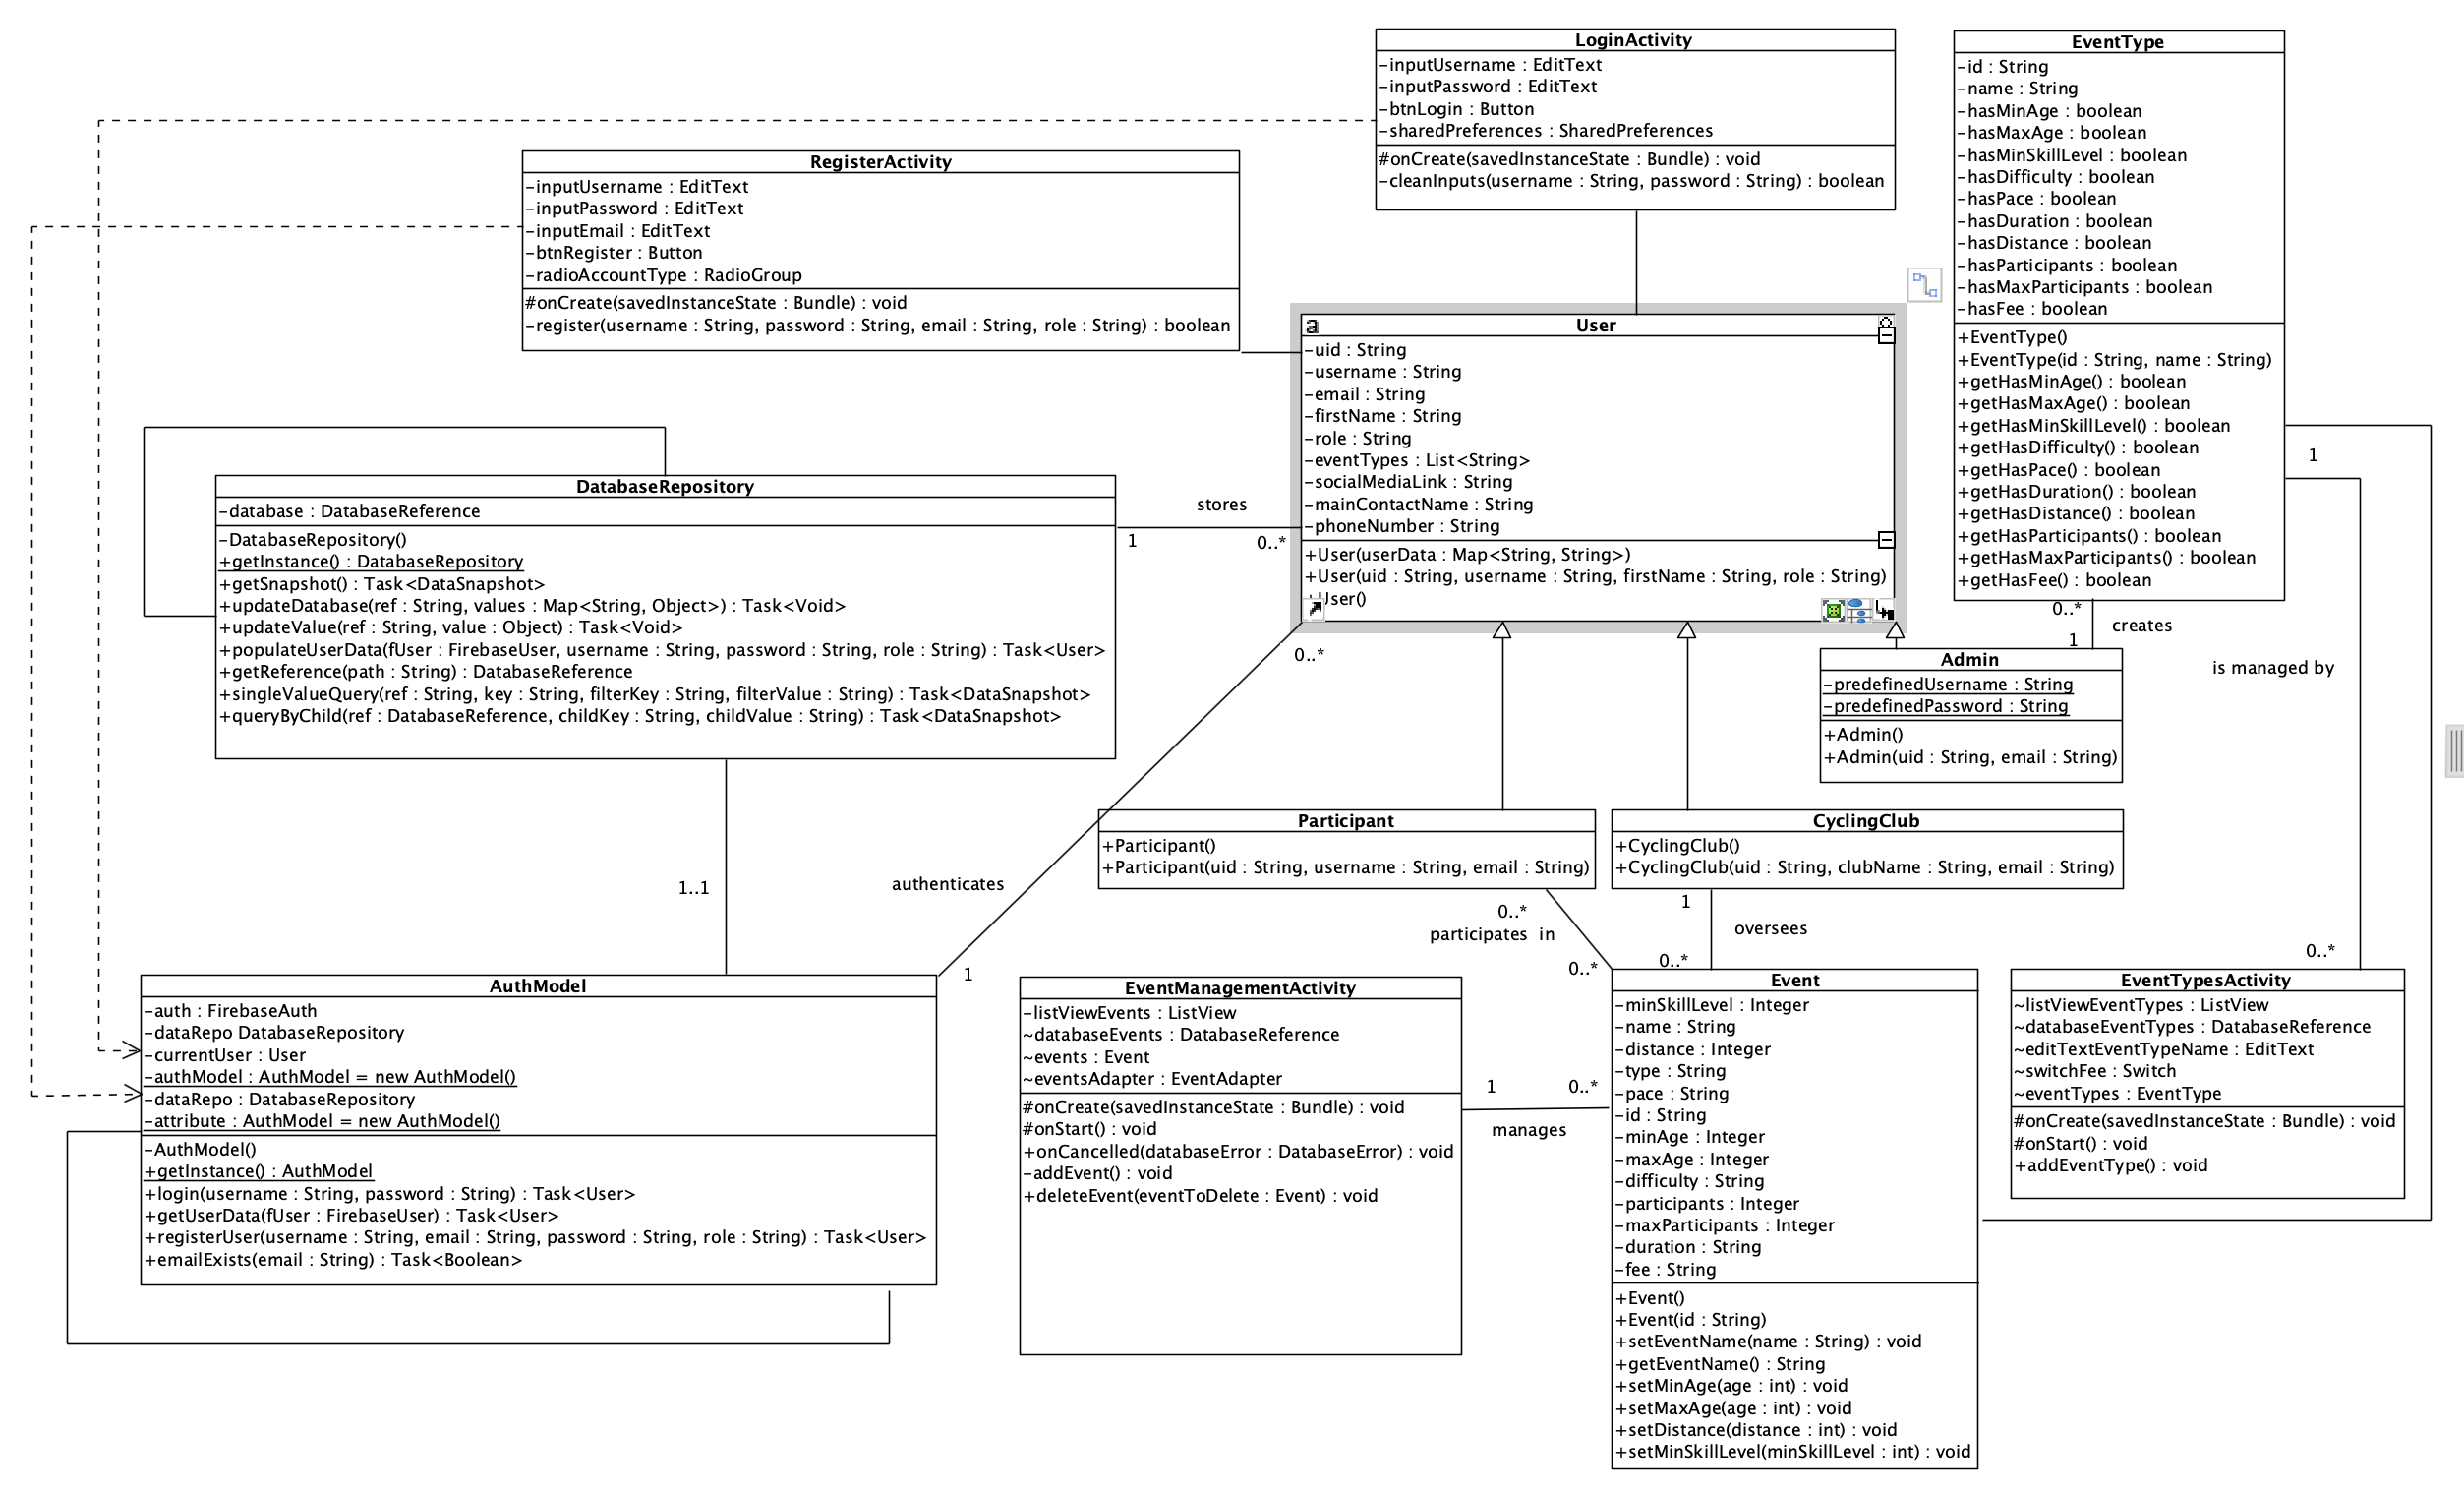 LoginActivity
-inputUsername : EditText
-inputPassword : EditText
-btnLogin : Button
-sharedPreferences : SharedPreferences
#onCreate(savedInstanceState : Bundle) : void
-cleanInputs(username : String, password : String) : boolean
EventType
-id : String
-name : String
-hasMinAge : boolean
-hasMaxAge : boolean
-hasMinSkillLevel : boolean
-hasDifficulty : boolean
-hasPace : boolean
-hasDuration : boolean
-hasDistance : boolean
-hasParticipants : boolean
-hasMaxParticipants : boolean
-hasFee : boolean
+EventType()
+EventType(id : String, name : String)
+getHasMinAge() : boolean
+getHasMaxAge() : boolean
+getHasMinSkillLevel() : boolean
+getHasDifficulty() : boolean
+getHasPace() : boolean
+getHasDuration() : boolean
+getHasDistance() : boolean
+getHasParticipants() : boolean
+getHasMaxParticipants() : boolean
+getHasFee() : boolean
RegisterActivity
-inputUsername : EditText
-inputPassword : EditText
-inputEmail : EditText
-btnRegister : Button
-radioAccountType : RadioGroup
#onCreate(savedInstanceState : Bundle) : void
-register(username : String, password : String, email : String, role : String) : boolean
a
User
-uid : String
-username : String
-email : String
-firstName : String
-role : String
-eventTypes : List<String>
-socialMediaLink : String
-mainContactName : String
-phoneNumber : String
+User(userData : Map<String, String>)
+User(uid : String, username : String, firstName : String, role : String)
+User()
DatabaseRepository
-database : DatabaseReference
-DatabaseRepository()
+getInstance() : DatabaseRepository
+getSnapshot() : Task<DataSnapshot>
+updateDatabase(ref : String, values : Map<String, Object>) : Task<Void>
+updateValue(ref : String, value : Object) : Task<Void>
+populateUserData(fUser : FirebaseUser, username : String, password : String, role : String) : Task<User>
+getReference(path : String) : DatabaseReference
+singleValueQuery(ref : String, key : String, filterKey : String, filterValue : String) : Task<DataSnapshot>
+queryByChild(ref : DatabaseReference, childKey : String, childValue : String) : Task<DataSnapshot>
stores
1
0..*
1
0..*
1
creates
is managed by
0..*
Admin
-predefinedUsername : String
-predefinedPassword : String
+Admin()
+Admin(uid : String, email : String)
Participant
+Participant()
+Participant(uid : String, username : String, email : String)
CyclingClub
+CyclingClub()
+CyclingClub(uid : String, clubName : String, email : String)
1..1
authenticates
1
0..*
participates in
0..*
1
oversees
0..*
0..*
AuthModel
-auth : FirebaseAuth
-dataRepo DatabaseRepository
-currentUser : User
-authModel : AuthModel = new AuthModel()
-dataRepo : DatabaseRepository
-attribute : AuthModel = new AuthModel()
-AuthModel()
+getInstance() : AuthModel
+login(username : String, password : String) : Task<User>
+getUserData(fUser : FirebaseUser) : Task<User>
+registerUser(username : String, email : String, password : String, role : String) : Task<User>
+emailExists(email : String) : Task<Boolean>
EventManagementActivity
-listViewEvents : ListView
~databaseEvents : DatabaseReference
~events : Event
~eventsAdapter : EventAdapter
#onCreate(savedInstanceState : Bundle) : void
#onStart() : void
+onCancelled(databaseError : DatabaseError) : void
-addEvent() : void
+deleteEvent(eventToDelete : Event) : void
1
0..*
manages
Event
-minSkillLevel : Integer
-name : String
-distance : Integer
-type : String
-pace : String
-id : String
-minAge : Integer
-maxAge : Integer
-difficulty : String
-participants : Integer
-maxParticipants : Integer
-duration : String
-fee : String
+Event()
+Event(id : String)
+setEventName(name : String) : void
+getEventName() : String
+setMinAge(age : int) : void
+setMaxAge(age : int) : void
+setDistance(distance : int) : void
+setMinSkillLevel(minSkillLevel : int) : void
EventTypesActivity
~listViewEventTypes : ListView
~databaseEventTypes : DatabaseReference
~editTextEventTypeName : EditText
~switchFee : Switch
~eventTypes : EventType
#onCreate(savedInstanceState : Bundle) : void
#onStart() : void
+addEventType() : void